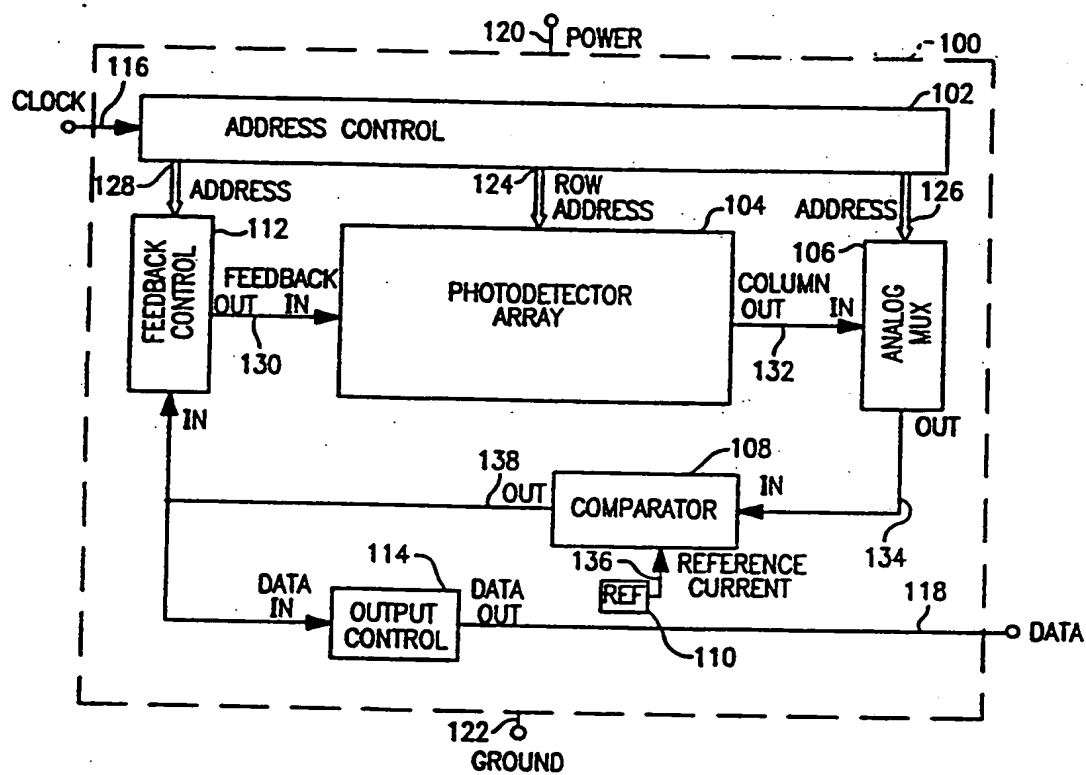 120
POWER
100
116
CLOCK
102
ADDRESS CONTROL
128
ADDRESS
124
ROW
ADDRESS
104
ADDRESS
126
112
106
FEEDBACK
CONTROL
FEEDBACK
OUT IN
130
PHOTODETECTOR
ARRAY
COLUMN
OUT IN
132
ANALOG
MUX
IN
OUT
138
OUT
108
COMPARATOR
IN
134
136
REFERENCE
CURRENT
REF
110
114
DATA
IN
OUTPUT
CONTROL
DATA
OUT
118
DATA
122
GROUND